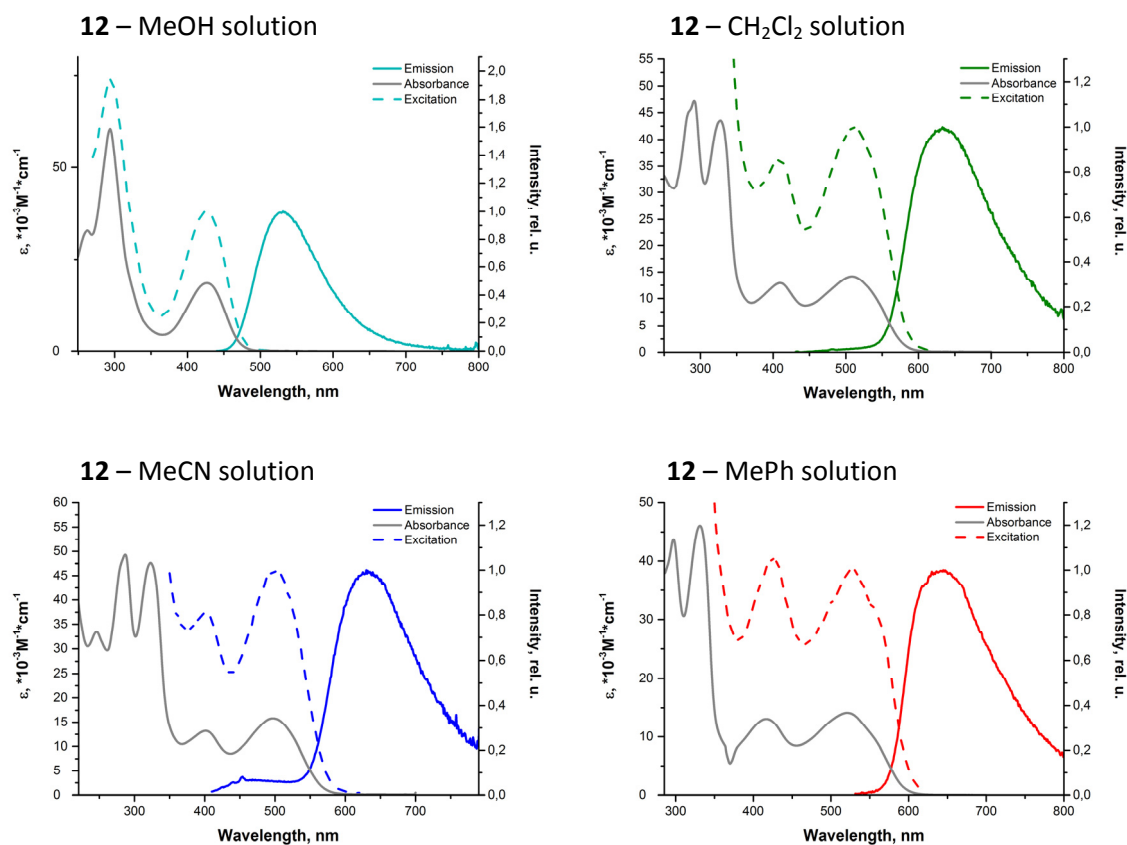 12 – MeOH solution
Emission
Absorbance
Excitation
ε, *10⁻³M⁻¹*cm⁻¹
50
0
2,0
1,8
1,6
1,4
1,2
1,0
0,8
0,6
0,4
0,2
0,0
Intensity, rel. u.
300 400 500 600 700 800
Wavelength, nm
12 – CH₂Cl₂ solution
Emission
Absorbance
Excitation
ε, *10⁻³M⁻¹*cm⁻¹
55
50
45
40
35
30
25
20
15
10
5
0
1,2
1,0
0,8
0,6
0,4
0,2
0,0
Intensity, rel. u.
300 400 500 600 700 800
Wavelength, nm
12 – MeCN solution
Emission
Absorbance
Excitation
ε, *10⁻³M⁻¹*cm⁻¹
60
55
50
45
40
35
30
25
20
15
10
5
0
1,2
1,0
0,8
0,6
0,4
0,2
0,0
Intensity, rel. u.
300 400 500 600 700
Wavelength, nm
12 – MePh solution
Emission
Absorbance
Excitation
ε, *10⁻³M⁻¹*cm⁻¹
50
40
30
20
10
0
1,2
1,0
0,8
0,6
0,4
0,2
0,0
Intensity, rel. u.
300 400 500 600 700 800
Wavelength, nm